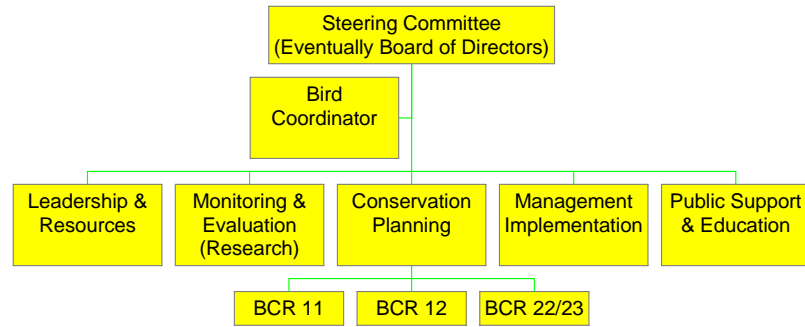 Steering Committee
(Eventually Board of Directors)
Bird
Coordinator
Leadership &
Resources
Monitoring &
Evaluation
(Research)
Conservation
Planning
Management
Implementation
Public Support
& Education
BCR 11
BCR 12
BCR 22/23